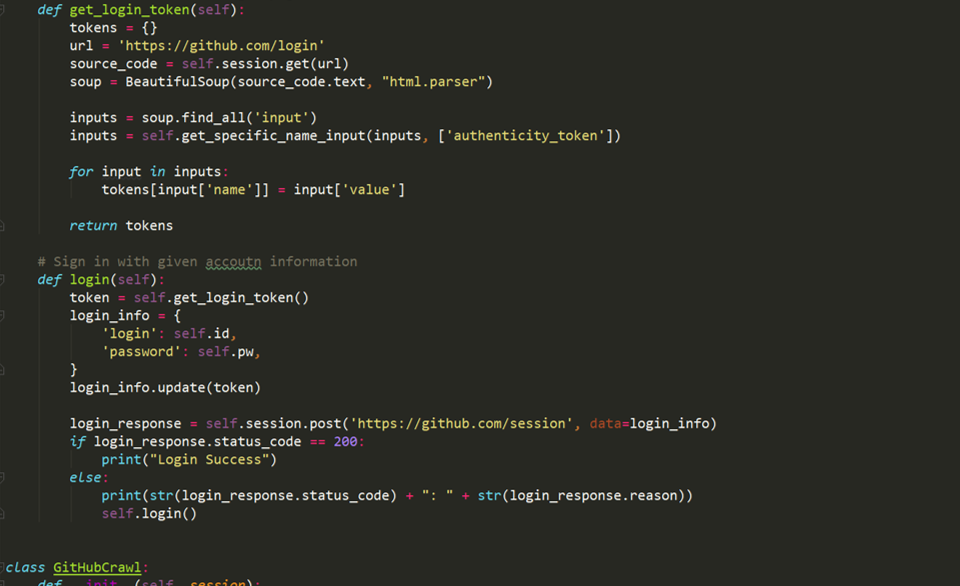 def get_login_token(self):
tokens = {}
url = 'https://github.com/login'
source_code = self.session.get(url)
soup = BeautifulSoup(source_code.text, "html.parser")
inputs = soup.find_all('input')
inputs = self.get_specific_name_input(inputs, ['authenticity_token'])
for input in inputs:
tokens[input['name']] = input['value']
return tokens
# Sign in with given accoutn information
def login(self):
token = self.get_login_token()
login_info = {
'login': self.id,
'password': self.pw,
}
login_info.update(token)
login_response = self.session.post('https://github.com/session', data=login_info)
if login_response.status_code == 200:
print("Login Success")
else:
print(str(login_response.status_code) + ": " + str(login_response.reason))
self.login()
class GitHubCrawl:
def __init__(self, session):